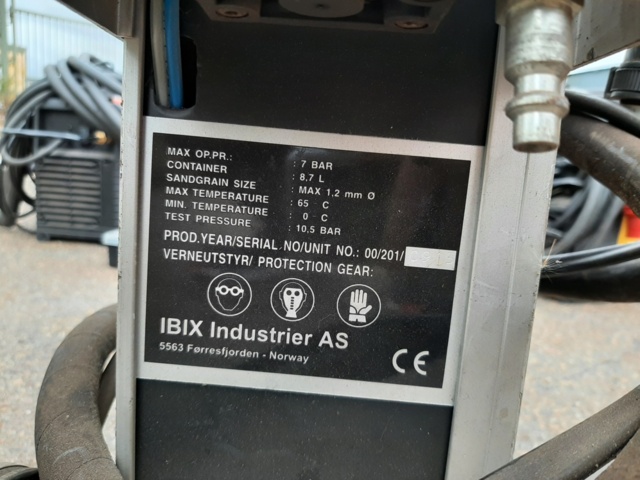 MAX OP.PR.: : 7 BAR
CONTAINER : 8,7 L
SANDGRAIN SIZE : MAX 1,2 mm Ø
MAX TEMPERATURE : 65 C
MIN. TEMPERATURE : 0 C
TEST PRESSURE : 10.5 BAR
PROD.YEAR/SERIAL NO/UNIT NO.: 00/201/
VERNEUTSTYR/ PROTECTION GEAR:
IBIX Industrier AS
5563 Førresfjorden - Norway
CE